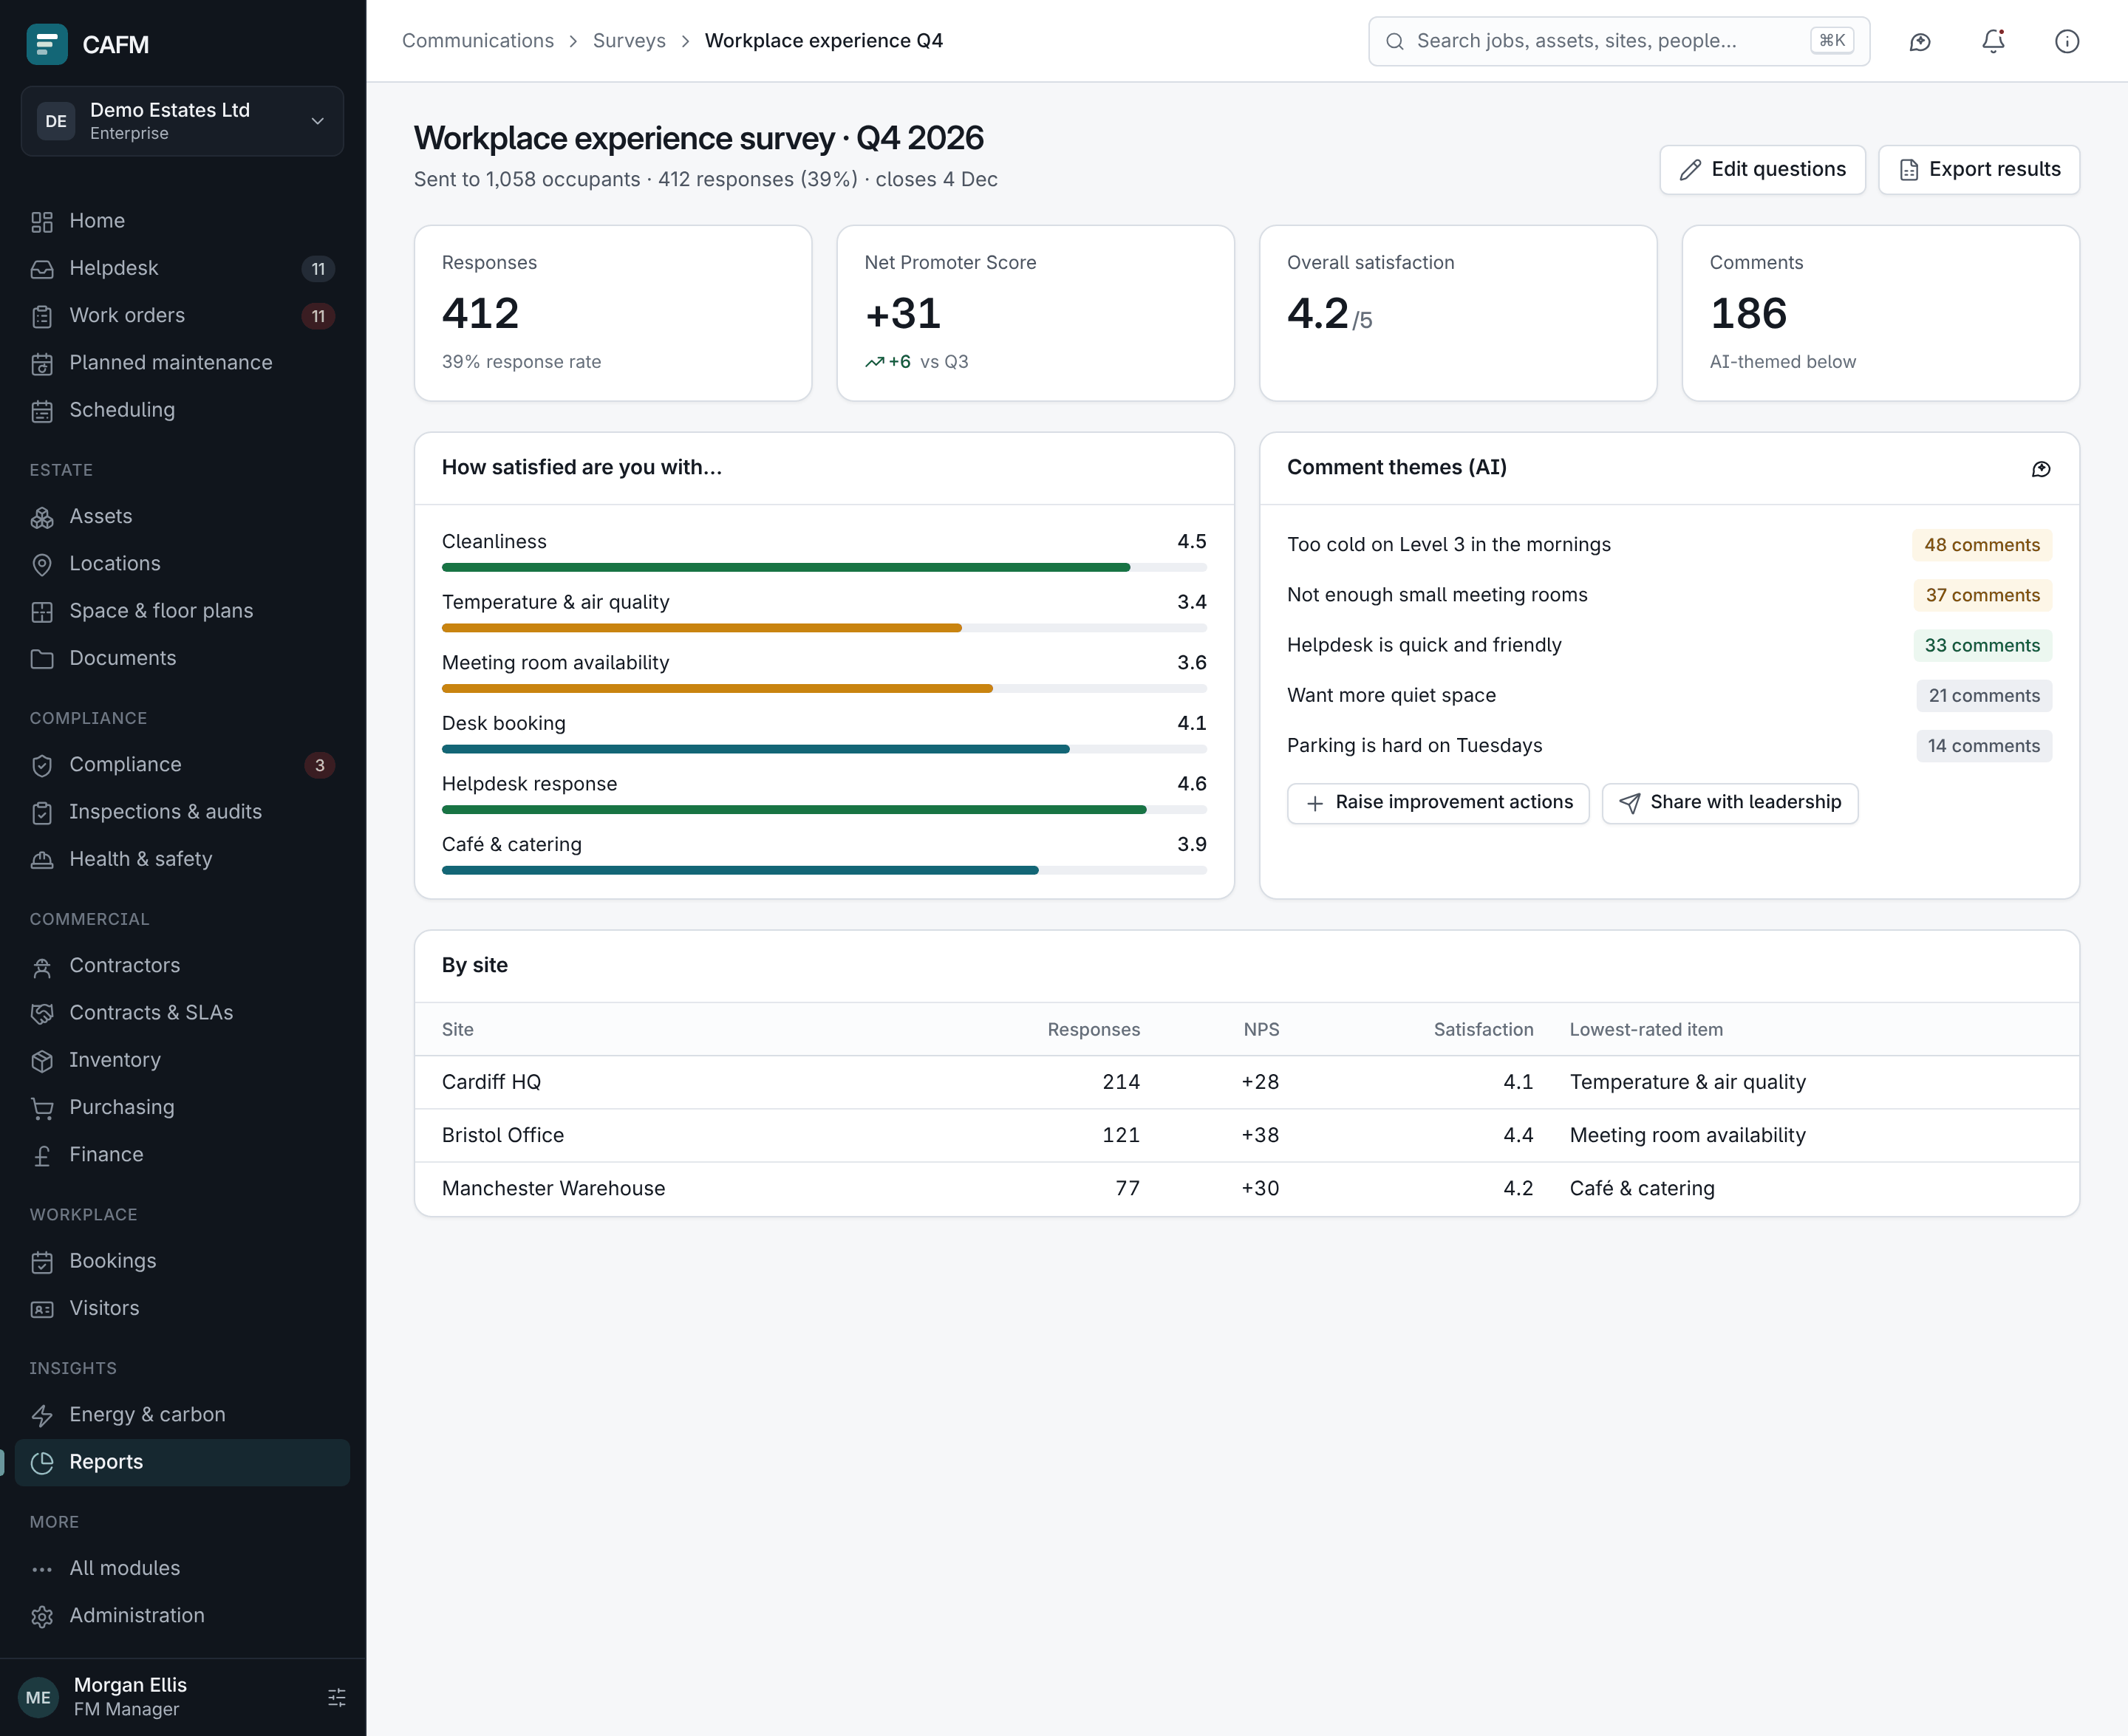 CAFM
DE
Demo Estates Ltd
Enterprise
Home
Helpdesk 11
Work orders 11
Planned maintenance
Scheduling
ESTATE
Assets
Locations
Space & floor plans
Documents
COMPLIANCE
Compliance 3
Inspections & audits
Health & safety
COMMERCIAL
Contractors
Contracts & SLAs
Inventory
Purchasing
Finance
WORKPLACE
Bookings
Visitors
INSIGHTS
Energy & carbon
Reports
MORE
All modules
Administration
ME
Morgan Ellis
FM Manager
Communications > Surveys > Workplace experience Q4
Search jobs, assets, sites, people... ⌘K
Workplace experience survey · Q4 2026
Sent to 1,058 occupants · 412 responses (39%) · closes 4 Dec
Edit questions
Export results
Responses
412
39% response rate
Net Promoter Score
+31
+6 vs Q3
Overall satisfaction
4.2/5
Comments
186
AI-themed below
How satisfied are you with...
Cleanliness 4.5
Temperature & air quality 3.4
Meeting room availability 3.6
Desk booking 4.1
Helpdesk response 4.6
Café & catering 3.9
Comment themes (AI)
Too cold on Level 3 in the mornings 48 comments
Not enough small meeting rooms 37 comments
Helpdesk is quick and friendly 33 comments
Want more quiet space 21 comments
Parking is hard on Tuesdays 14 comments
Raise improvement actions
Share with leadership
By site
Site Responses NPS Satisfaction Lowest-rated item
Cardiff HQ 214 +28 4.1 Temperature & air quality
Bristol Office 121 +38 4.4 Meeting room availability
Manchester Warehouse 77 +30 4.2 Café & catering